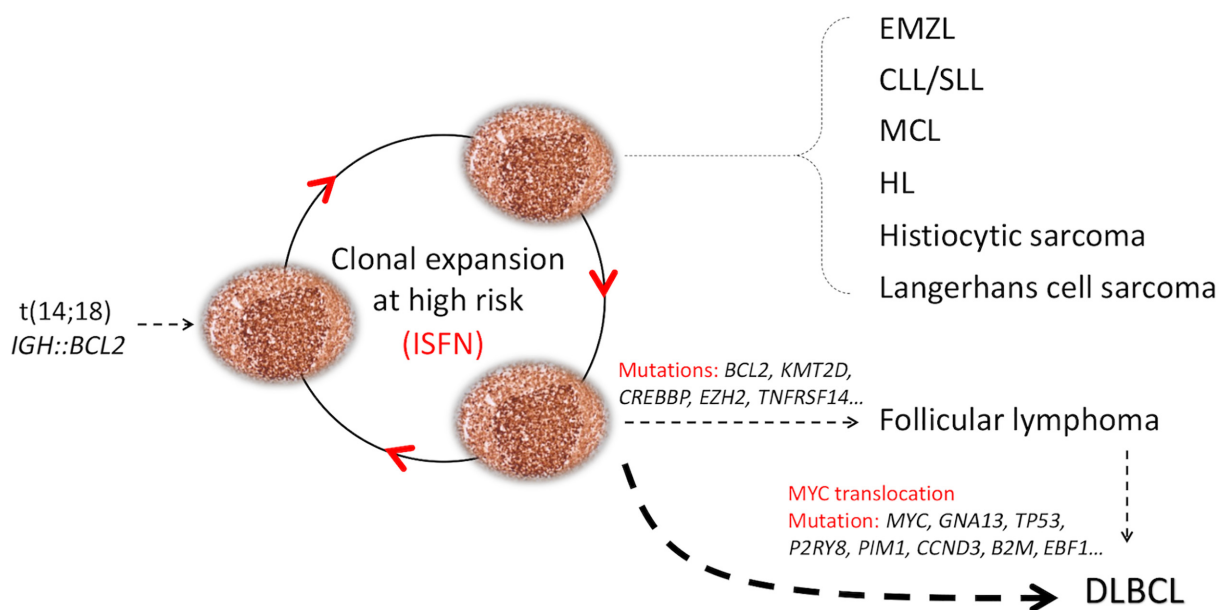 EMZL
CLL/SLL
MCL
HL
Histiocytic sarcoma
Langerhans cell sarcoma
Clonal expansion
at high risk
(ISFN)
t(14;18)
IGH::BCL2
Mutations: BCL2, KMT2D,
CREBBP, EZH2, TNFRSF14...
Follicular lymphoma
MYC translocation
Mutation: MYC, GNA13, TP53,
P2RY8, PIM1, CCND3, B2M, EBF1...
DLBCL